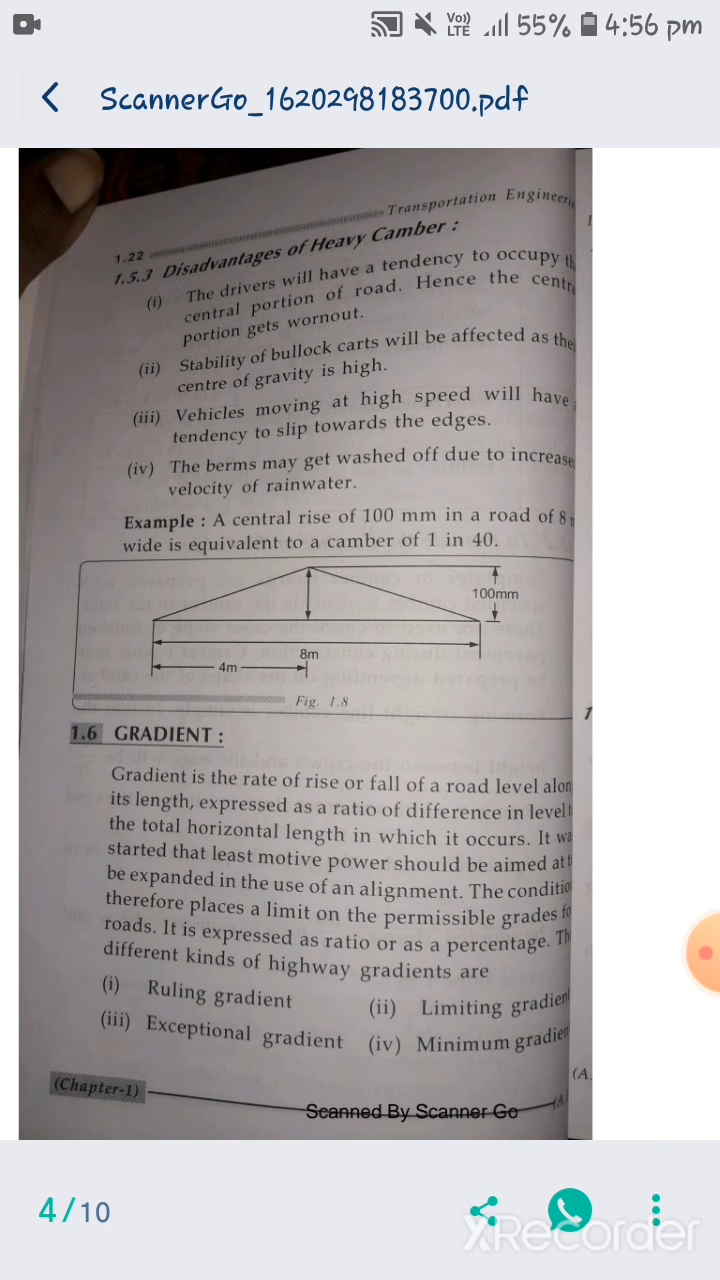 Vo))
LTE
55%
4:56 pm
ScannerGo_1620298183700.pdf
Transportation Engineeri
1.22
1.5.3 Disadvantages of Heavy Camber :
(i) The drivers will have a tendency to occupy th
central portion of road. Hence the centra
portion gets wornout.
(ii) Stability of bullock carts will be affected as thei
centre of gravity is high.
(iii) Vehicles moving at high speed will have
tendency to slip towards the edges.
(iv) The berms may get washed off due to increase
velocity of rainwater.
Example : A central rise of 100 mm in a road of 8
wide is equivalent to a camber of 1 in 40.
100mm
8m
4m
Fig. 1.8
1.6 GRADIENT :
Gradient is the rate of rise or fall of a road level alon
its length, expressed as a ratio of difference in level t
the total horizontal length in which it occurs. It wa
started that least motive power should be aimed at t
be expanded in the use of an alignment. The conditio
therefore places a limit on the permissible grades fo
roads. It is expressed as ratio or as a percentage. Th
different kinds of highway gradients are
(i) Ruling gradient (ii) Limiting gradient
(iii) Exceptional gradient (iv) Minimum gradien
(Chapter-1)
(A.
Scanned By Scanner Go
4/10
XRecorder